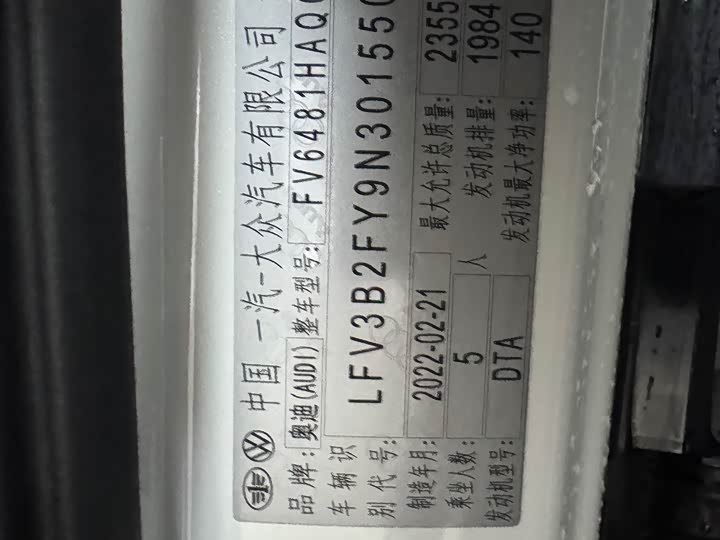 中国 一汽-大众汽车有限公司
品牌: 奥迪(AUDI) 整车型号: FV6481HAQ
车辆识
别代号: LFV3B2FY9N301550
制造年月: 2022-02-21 最大允许总质量: 2355
乘坐人数: 5 人 发动机排量: 1984
发动机型号: DTA 发动机最大净功率: 140